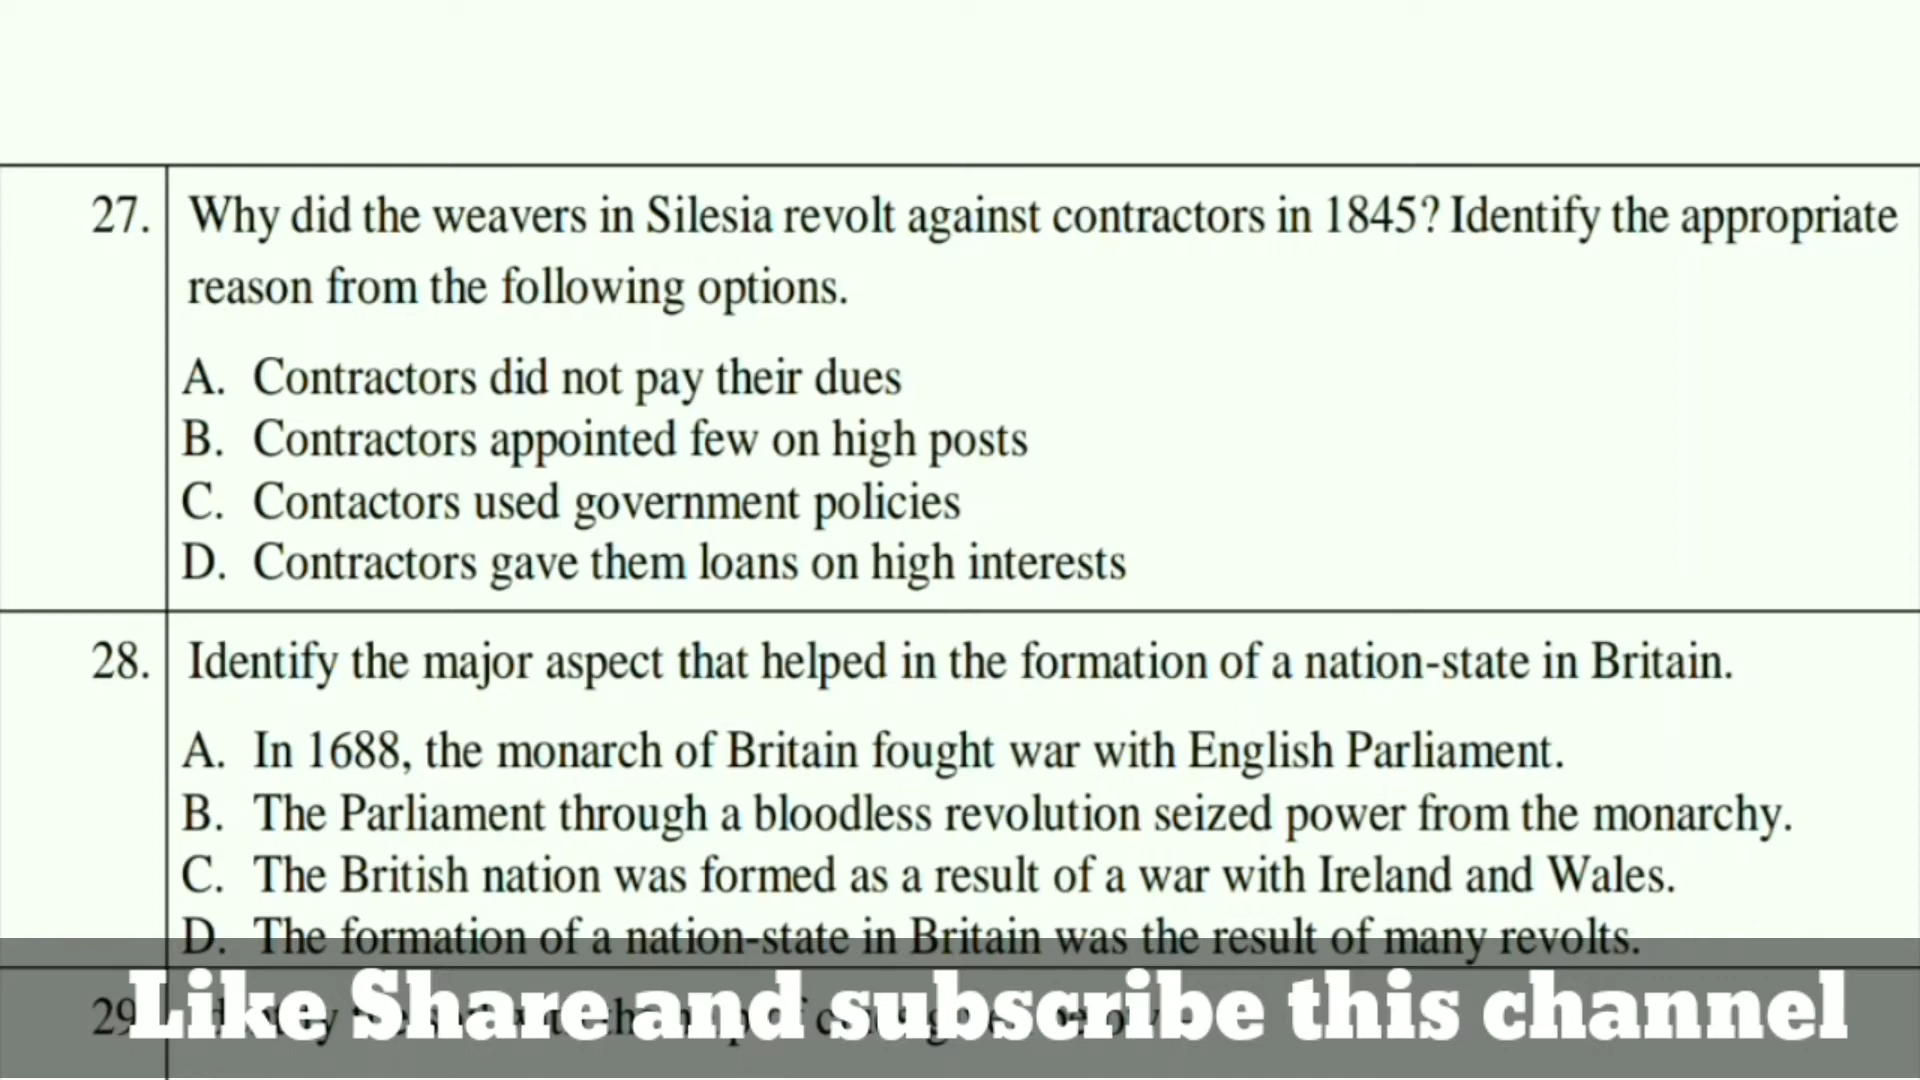 27. Why did the weavers in Silesia revolt against contractors in 1845? Identify the appropriate
reason from the following options.
A. Contractors did not pay their dues
B. Contractors appointed few on high posts
C. Contactors used government policies
D. Contractors gave them loans on high interests
28. Identify the major aspect that helped in the formation of a nation-state in Britain.
A. In 1688, the monarch of Britain fought war with English Parliament.
B. The Parliament through a bloodless revolution seized power from the monarchy.
C. The British nation was formed as a result of a war with Ireland and Wales.
D. The formation of a nation-state in Britain was the result of many revolts.
29
Like Share and subscribe this channel